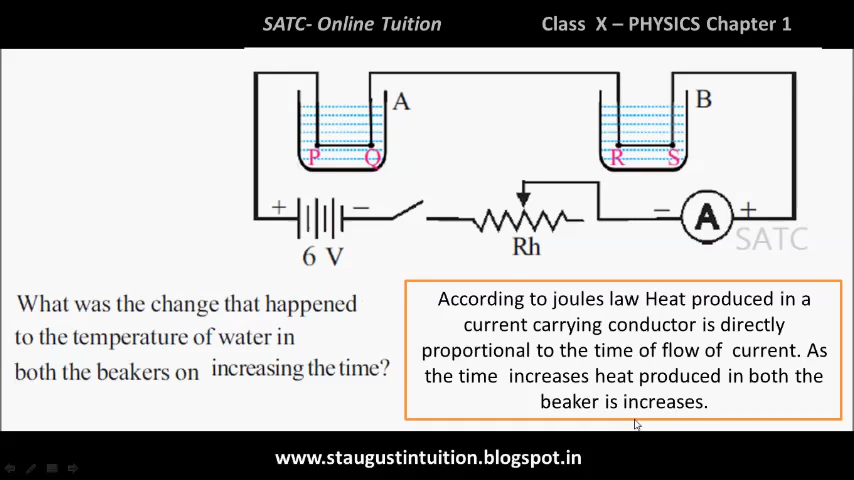 SATC- Online Tuition
Class X – PHYSICS Chapter 1
A
B
P
Q
R
S
+
–
–
A
+
6 V
Rh
SATC
What was the change that happened
to the temperature of water in
both the beakers on increasing the time?
According to joules law Heat produced in a
current carrying conductor is directly
proportional to the time of flow of current. As
the time increases heat produced in both the
beaker is increases.
www.staugustintuition.blogspot.in